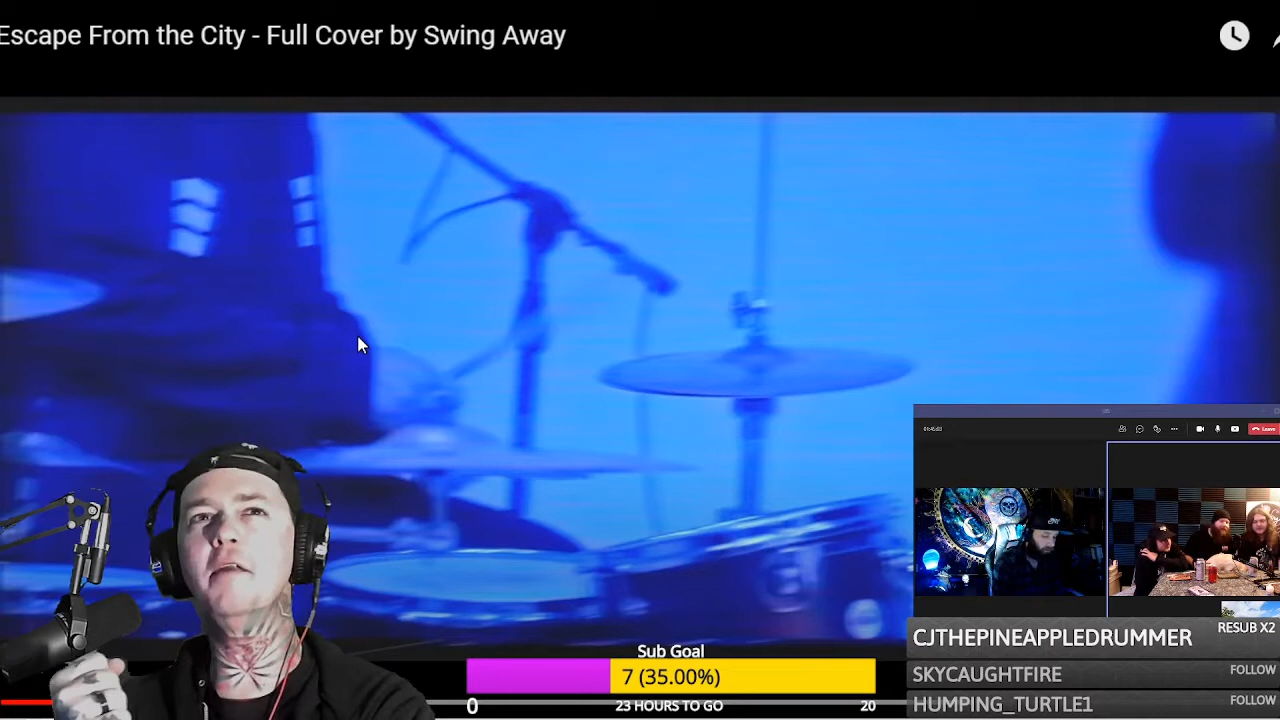 Escape From the City - Full Cover by Swing Away
Leave
Sub Goal
7 (35.00%)
0
23 HOURS TO GO
20
CJTHEPINEAPPLEDRUMMER
RESUB X2
SKYCAUGHTFIRE
FOLLOW
HUMPING_TURTLE1
FOLLOW